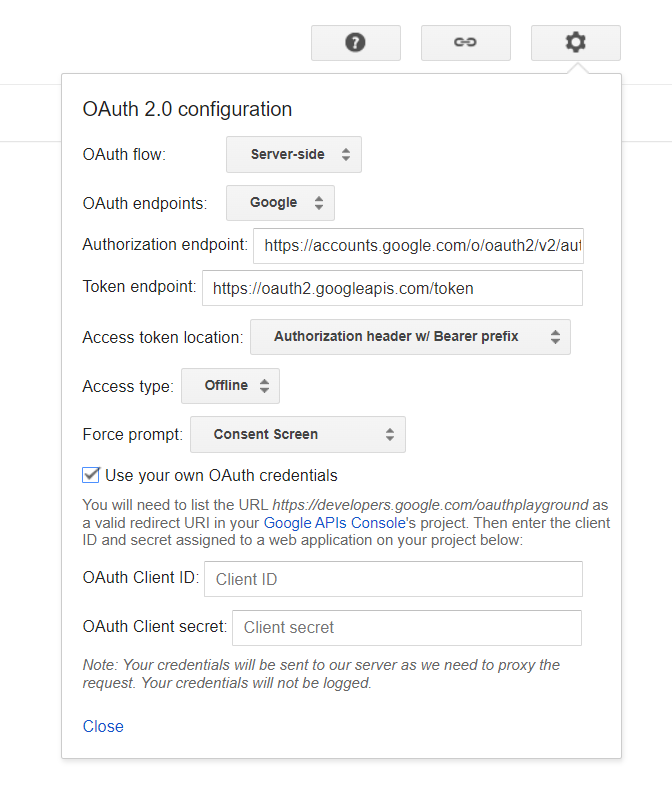 OAuth 2.0 configuration
OAuth flow: Server-side
OAuth endpoints: Google
Authorization endpoint: https://accounts.google.com/o/oauth2/v2/aut
Token endpoint: https://oauth2.googleapis.com/token
Access token location: Authorization header w/ Bearer prefix
Access type: Offline
Force prompt: Consent Screen
Use your own OAuth credentials
You will need to list the URL https://developers.google.com/oauthplayground as
a valid redirect URI in your Google APIs Console's project. Then enter the client
ID and secret assigned to a web application on your project below:
OAuth Client ID: Client ID
OAuth Client secret: Client secret
Note: Your credentials will be sent to our server as we need to proxy the
request. Your credentials will not be logged.
Close